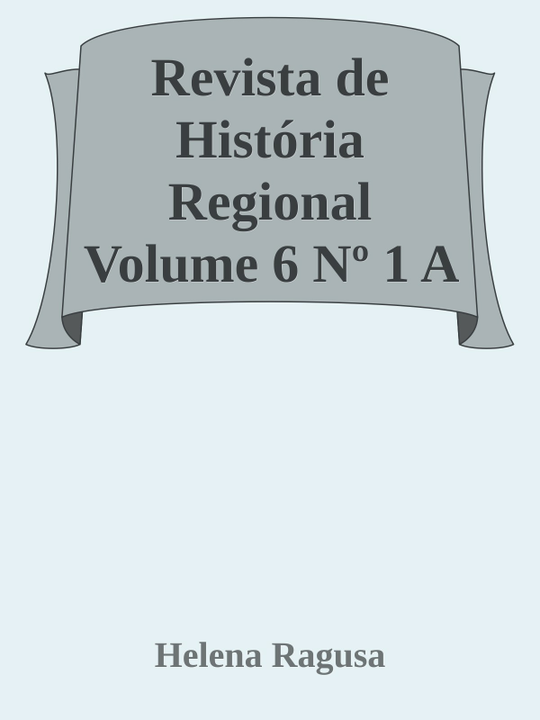 Revista de
História
Regional
Volume 6 Nº 1 A
Helena Ragusa